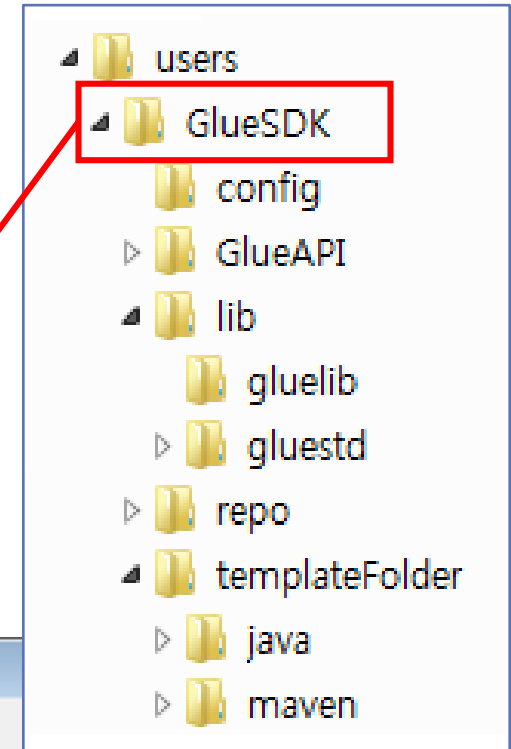 users
GlueSDK
config
GlueAPI
lib
gluelib
gluestd
repo
templateFolder
java
maven